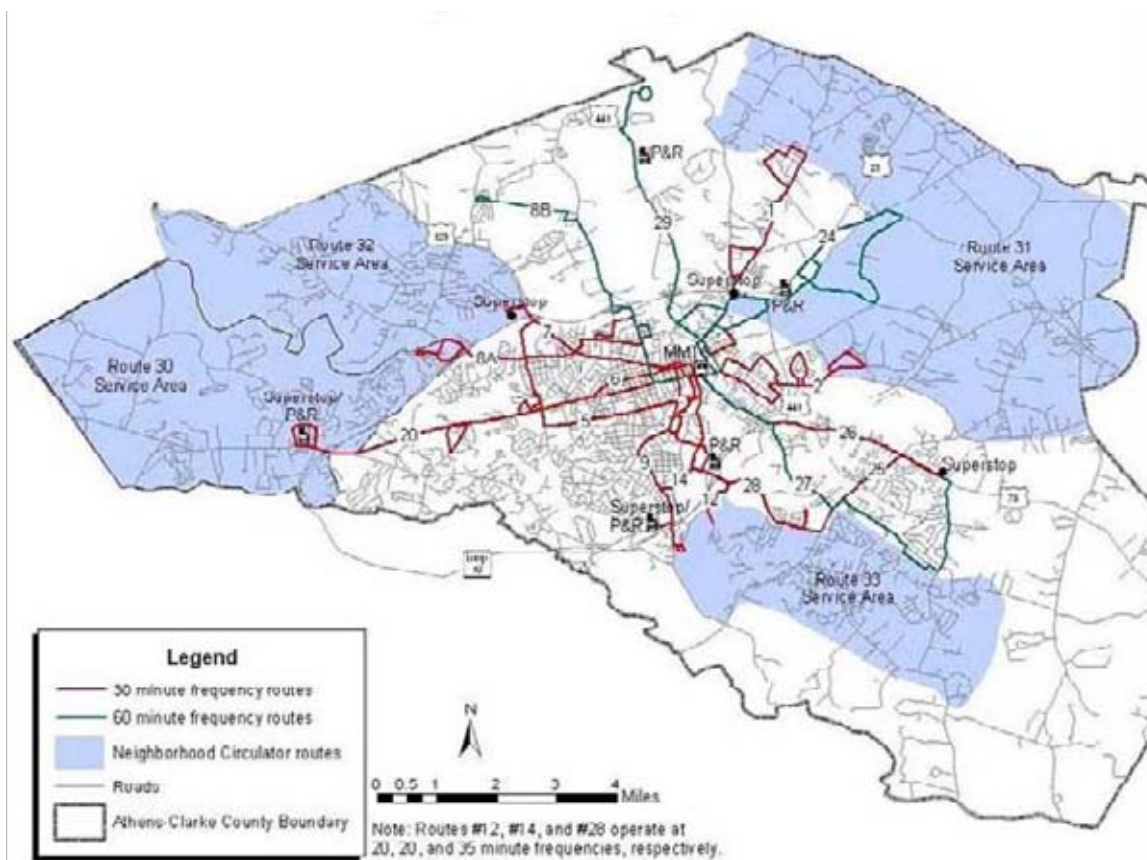 441
P&R
8B
29
1
23
24
Route 32
Service Area
Route 31
Service Area
Superstop
P&R
Superstop
7
8A
MMTC
Route 30
Service Area
Superstop/
P&R
6
2
441
5
20
26
9
P&R
25
Superstop
14
28
27
78
12
Superstop/
P&R
Route 33
Service Area
Legend
30 minute frequency routes
60 minute frequency routes
Neighborhood Circulator routes
Roads
Athens-Clarke County Boundary
N
0 0.5 1 2 3 4
Miles
Note: Routes #12, #14, and #28 operate at
20, 20, and 35 minute frequencies, respectively.